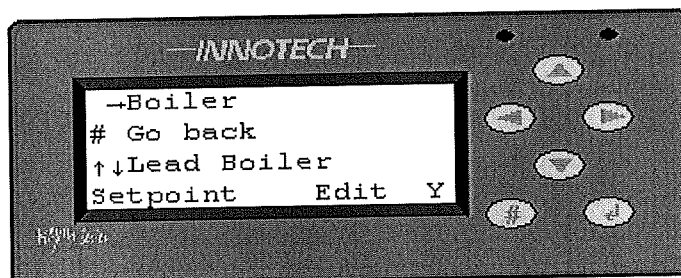 INNOTECH
→Boiler
# Go back
↑↓Lead Boiler
Setpoint Edit Y
#